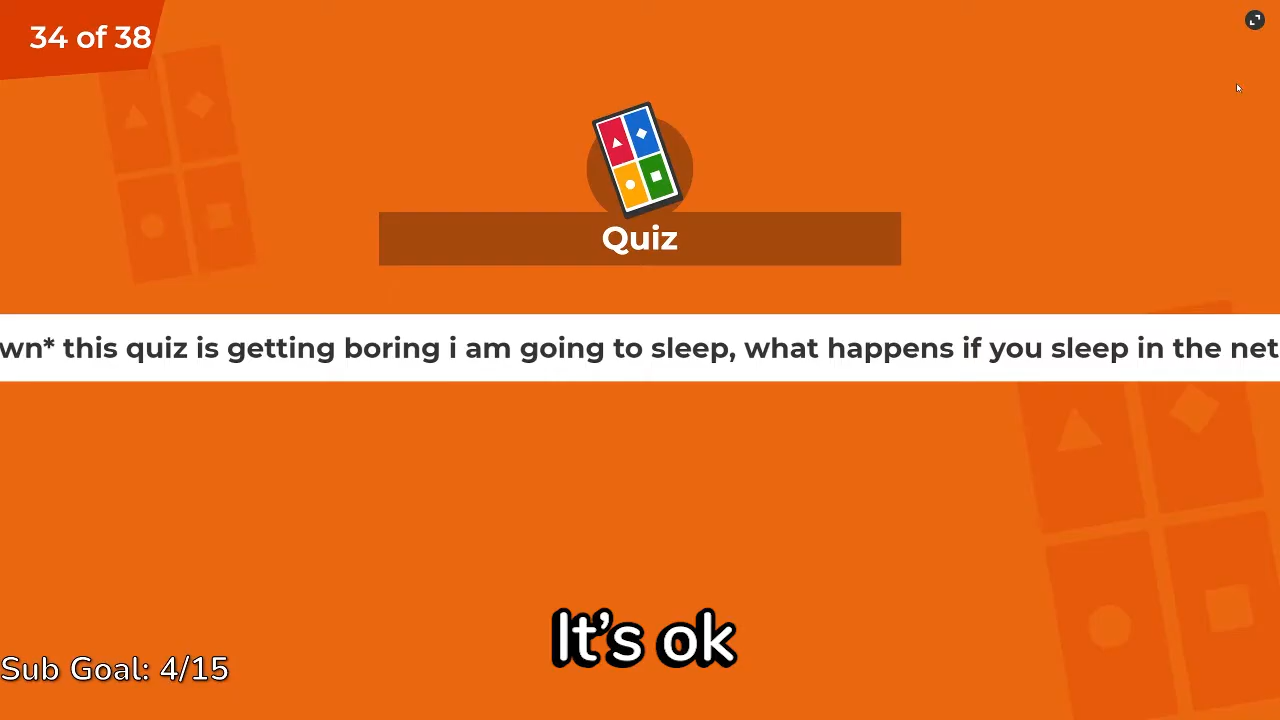 34 of 38
Quiz
wn* this quiz is getting boring i am going to sleep, what happens if you sleep in the net
It's ok
Sub Goal: 4/15